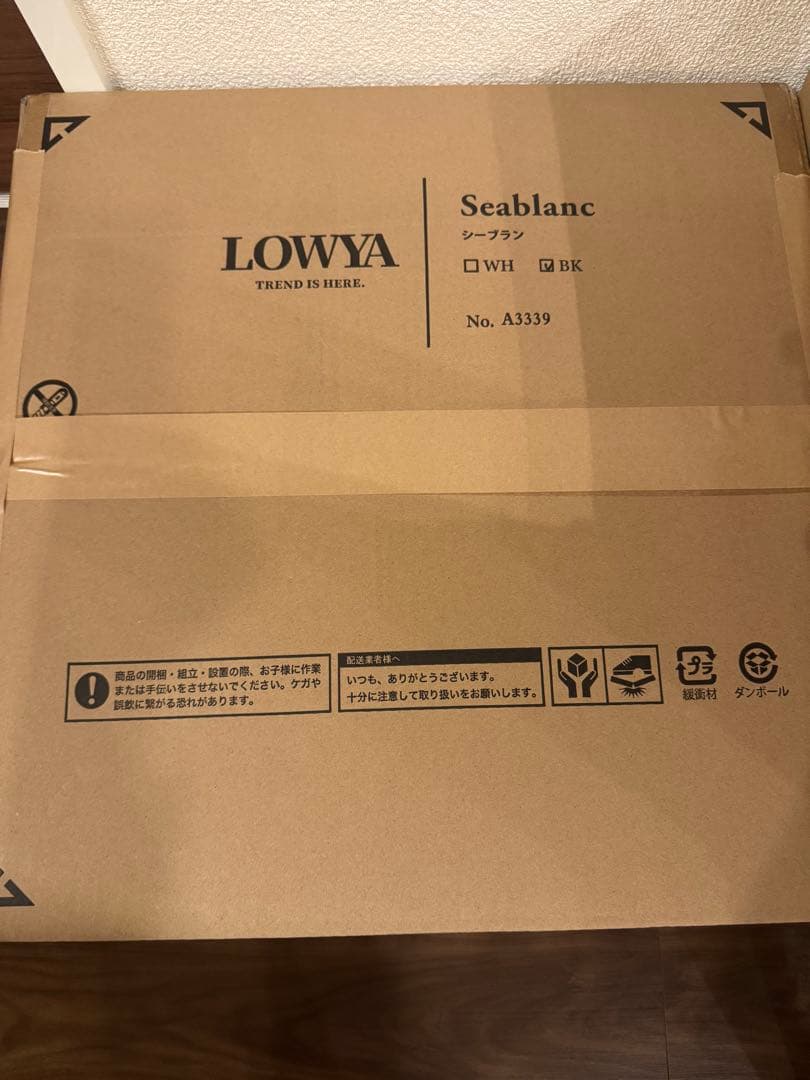 LOWYA
TREND IS HERE.
Seablanc
シーブラン
WH BK
No. A3339
商品の開梱・組立・設置の際、お子様に作業
または手伝いをさせないでください。ケガや
誤飲に繋がる恐れがあります。
配送業者様へ
いつも、ありがとうございます。
十分に注意して取り扱いをお願いします。
プラ
緩衝材
ダンボール